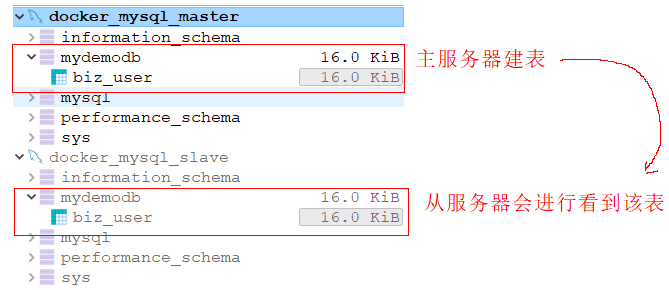 docker_mysql_master
information_schema
mydemodb 16.0 KiB
biz_user 16.0 KiB
mysql
performance_schema
sys
docker_mysql_slave
information_schema
mydemodb 16.0 KiB
biz_user 16.0 KiB
mysql
performance_schema
sys
主服务器建表
从服务器会进行看到该表